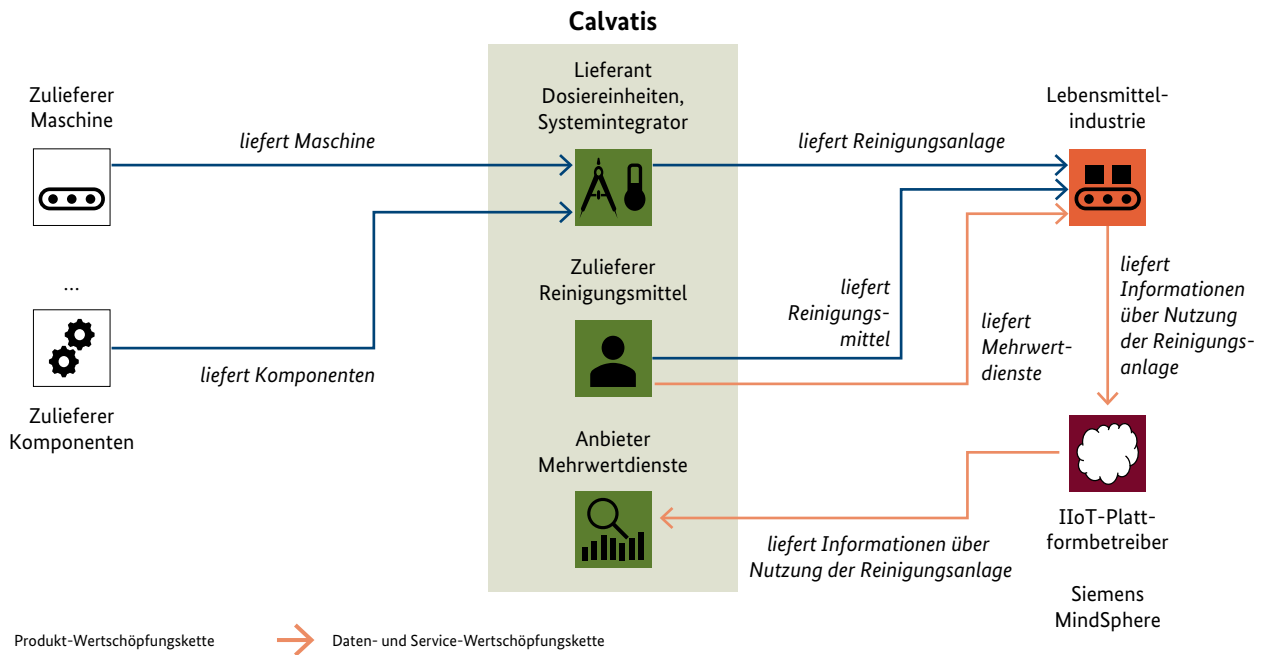 Calvatis
Zulieferer
Maschine
liefert Maschine
Lieferant
Dosiereinheiten,
Systemintegrator
liefert Reinigungsanlage
Lebensmittel-
industrie
...
Zulieferer
Komponenten
liefert Komponenten
Zulieferer
Reinigungsmittel
liefert
Reinigungs-
mittel
liefert
Mehrwert-
dienste
liefert
Informationen
über Nutzung
der Reinigungs-
anlage
Anbieter
Mehrwertdienste
liefert Informationen über
Nutzung der Reinigungsanlage
IIoT-Platt-
formbetreiber
Siemens
MindSphere
Produkt-Wertschöpfungskette
Daten- und Service-Wertschöpfungskette